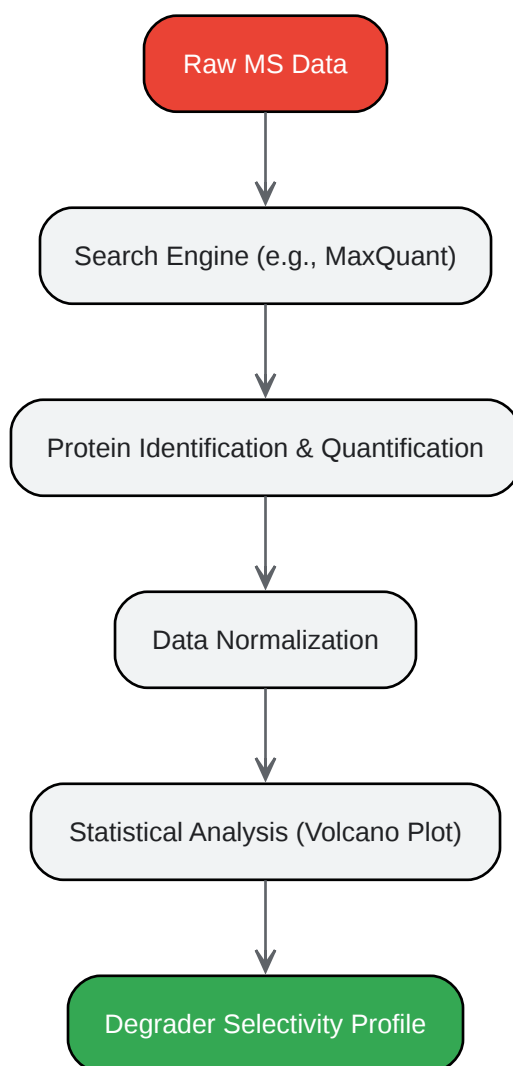 Raw MS Data
Search Engine (e.g., MaxQuant)
Protein Identification & Quantification
Data Normalization
Statistical Analysis (Volcano Plot)
Degrader Selectivity Profile